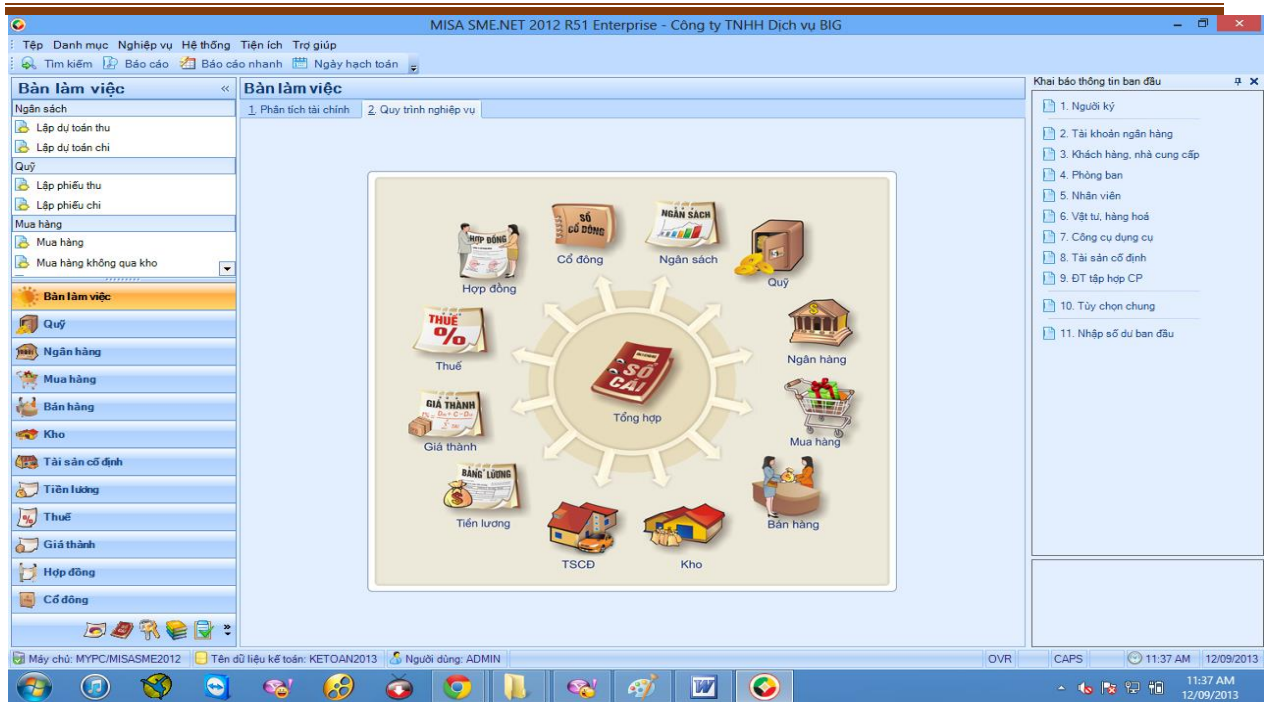 MISA SME.NET 2012 R51 Enterprise - Công ty TNHH Dịch vụ BIG
Tệp Danh mục Nghiệp vụ Hệ thống Tiện ích Trợ giúp
Tìm kiếm Báo cáo Báo cáo nhanh Ngày hạch toán
Bàn làm việc
Ngân sách
Lập dự toán thu
Lập dự toán chi
Quỹ
Lập phiếu thu
Lập phiếu chi
Mua hàng
Mua hàng
Mua hàng không qua kho
Bàn làm việc
Quỹ
Ngân hàng
Mua hàng
Bán hàng
Kho
Tài sản cố định
Tiền lương
Thuế
Giá thành
Hợp đồng
Cổ đông
Bàn làm việc
1. Phân tích tài chính 2. Quy trình nghiệp vụ
HỢP ĐỒNG
Hợp đồng
SỔ CỔ ĐÔNG
Cổ đông
NGÂN SÁCH
Ngân sách
Quỹ
THUẾ %
Thuế
Ngân hàng
SỔ CÁI
Tổng hợp
GIÁ THÀNH
Giá thành
Mua hàng
BẢNG LƯƠNG
Tiền lương
Bán hàng
TSCĐ
Kho
Khai báo thông tin ban đầu
1. Người ký
2. Tài khoản ngân hàng
3. Khách hàng, nhà cung cấp
4. Phòng ban
5. Nhân viên
6. Vật tư, hàng hoá
7. Công cụ dụng cụ
8. Tài sản cố định
9. ĐT tập hợp CP
10. Tùy chọn chung
11. Nhập số dư ban đầu
Máy chủ: MYPC/MISASME2012 Tên dữ liệu kế toán: KETOAN2013 Người dùng: ADMIN OVR CAPS 11:37 AM 12/09/2013
11:37 AM
12/09/2013